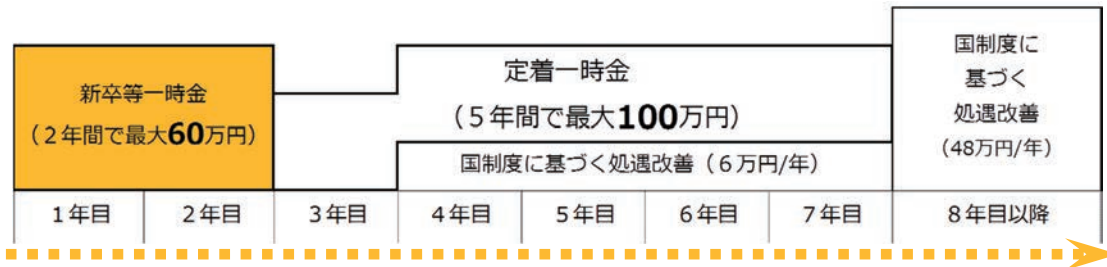 新卒等一時金
（２年間で最大60万円）
定着一時金
（５年間で最大100万円）
国制度に基づく処遇改善（６万円/年）
国制度に
基づく
処遇改善
（48万円/年）
１年目
２年目
３年目
４年目
５年目
６年目
７年目
８年目以降